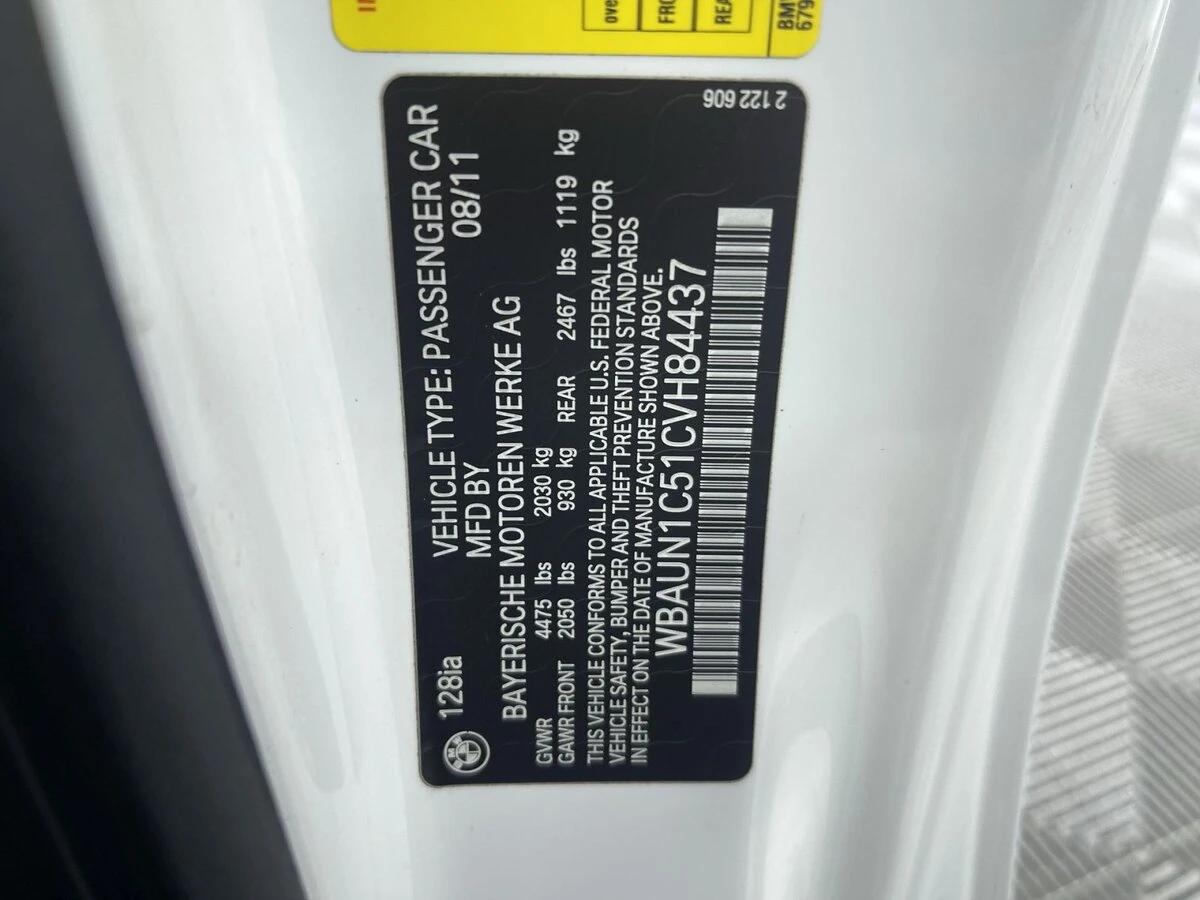 128ia VEHICLE TYPE: PASSENGER CAR
MFD BY 08/11
BAYERISCHE MOTOREN WERKE AG
GVWR 4475 lbs 2030 kg
GAWR FRONT 2050 lbs 930 kg REAR 2467 lbs 1119 kg
THIS VEHICLE CONFORMS TO ALL APPLICABLE U.S. FEDERAL MOTOR
VEHICLE SAFETY, BUMPER AND THEFT PREVENTION STANDARDS
IN EFFECT ON THE DATE OF MANUFACTURE SHOWN ABOVE.
WBAUN1C51CVH84437
2 122 606
BMW